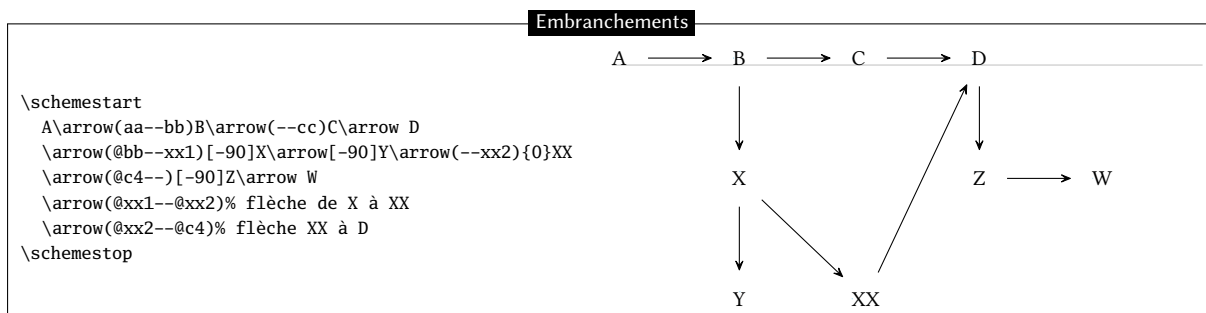 Embranchements
\schemestart
A\arrow(aa--bb)B\arrow(--cc)C\arrow D
\arrow(@bb--xx1)[-90]X\arrow[-90]Y\arrow(--xx2){0}XX
\arrow(@c4--)[-90]Z\arrow W
\arrow(@xx1--@xx2)% flèche de X à XX
\arrow(@xx2--@c4)% flèche XX à D
\schemestop
A B C D
X Z W
Y XX